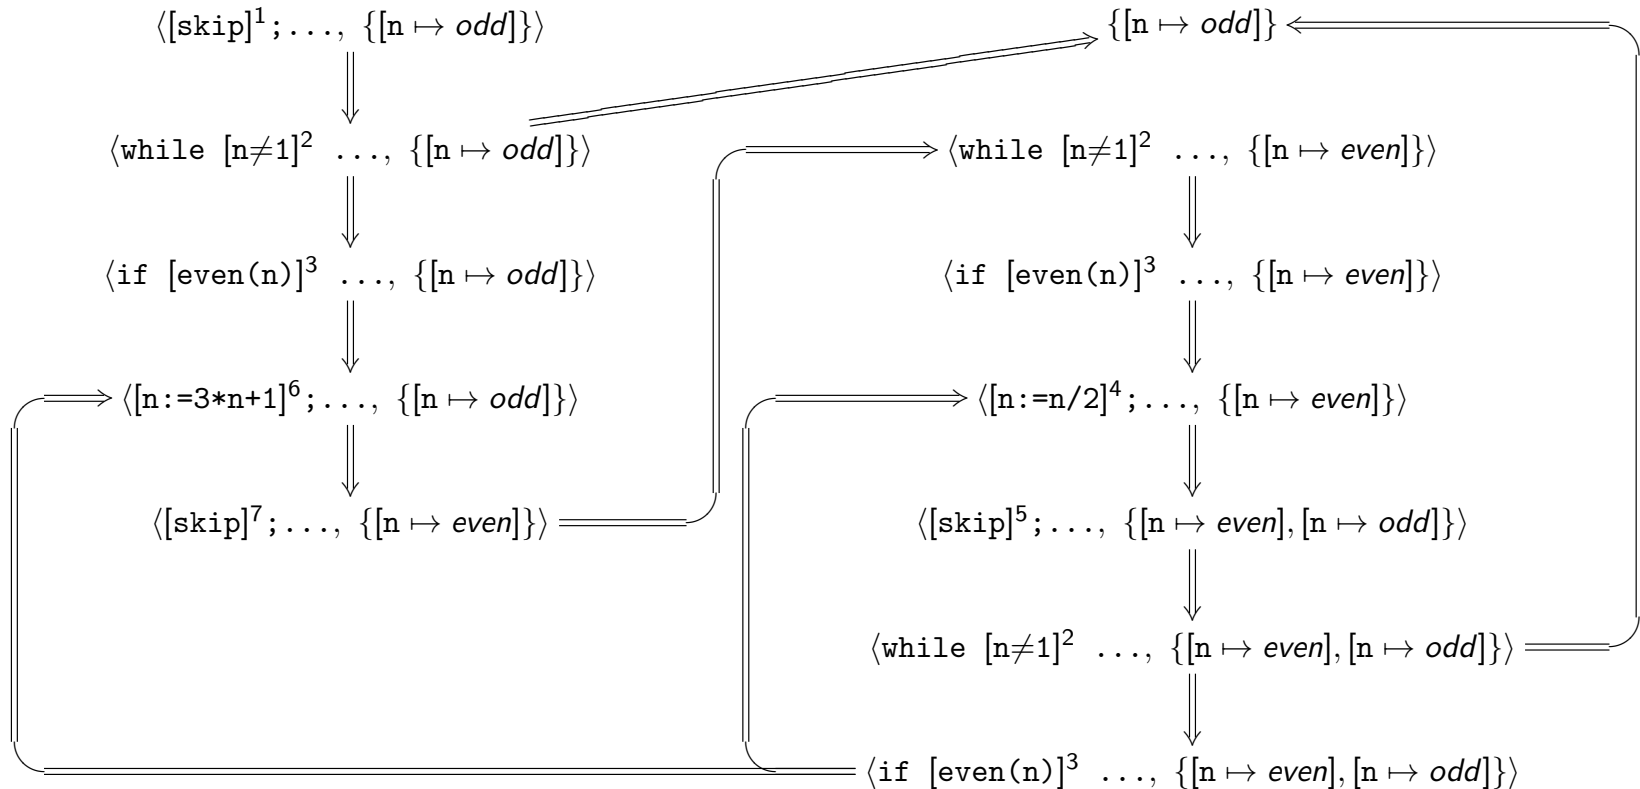 ⟨[skip]¹;..., {[n ↦ odd]}⟩
{[n ↦ odd]}
⟨while [n≠1]² ..., {[n ↦ odd]}⟩
⟨while [n≠1]² ..., {[n ↦ even]}⟩
⟨if [even(n)]³ ..., {[n ↦ odd]}⟩
⟨if [even(n)]³ ..., {[n ↦ even]}⟩
⟨[n:=3*n+1]⁶;..., {[n ↦ odd]}⟩
⟨[n:=n/2]⁴;..., {[n ↦ even]}⟩
⟨[skip]⁷;..., {[n ↦ even]}⟩
⟨[skip]⁵;..., {[n ↦ even], [n ↦ odd]}⟩
⟨while [n≠1]² ..., {[n ↦ even], [n ↦ odd]}⟩
⟨if [even(n)]³ ..., {[n ↦ even], [n ↦ odd]}⟩